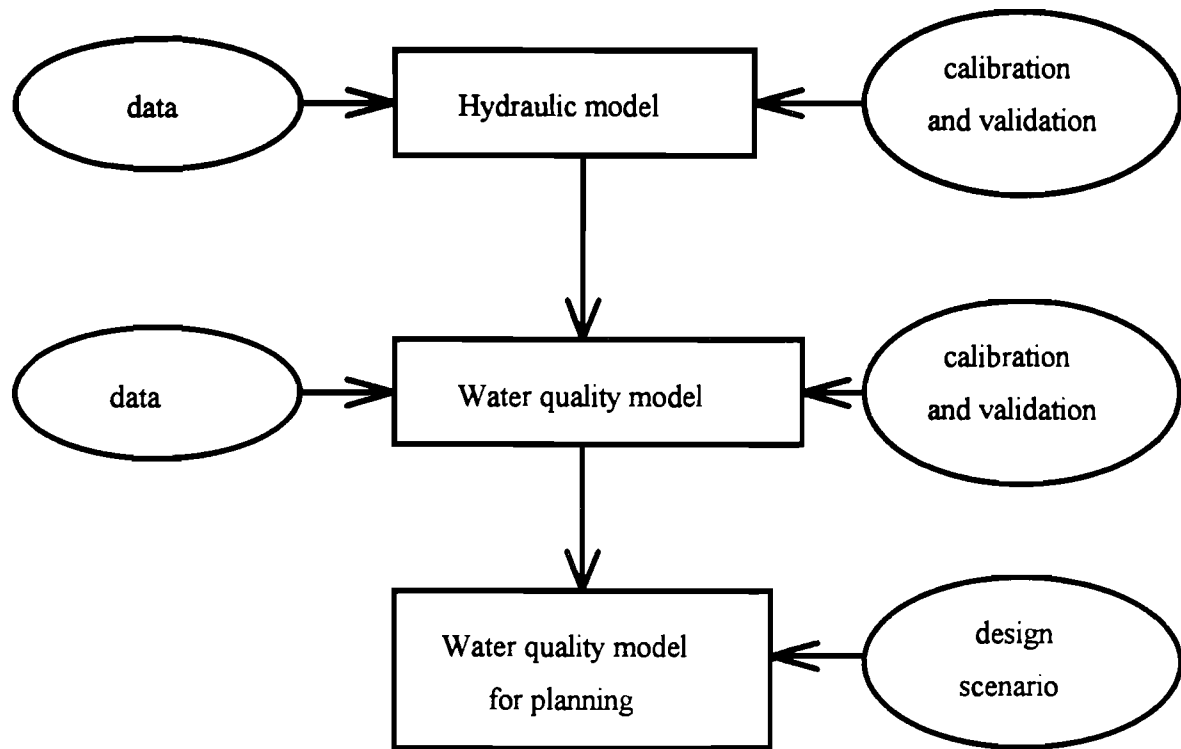 data
Hydraulic model
calibration
and validation
data
Water quality model
calibration
and validation
Water quality model
for planning
design
scenario